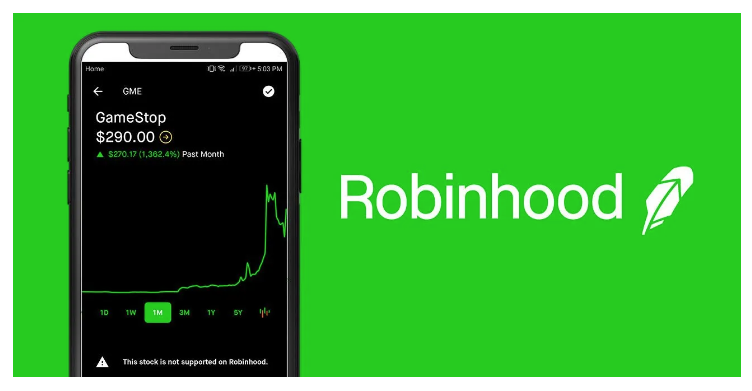 Home 97 5:03 PM
GME
GameStop
$290.00
$270.17 (1,362.4%) Past Month
1D 1W 1M 3M 1Y 5Y
This stock is not supported on Robinhood.
Robinhood